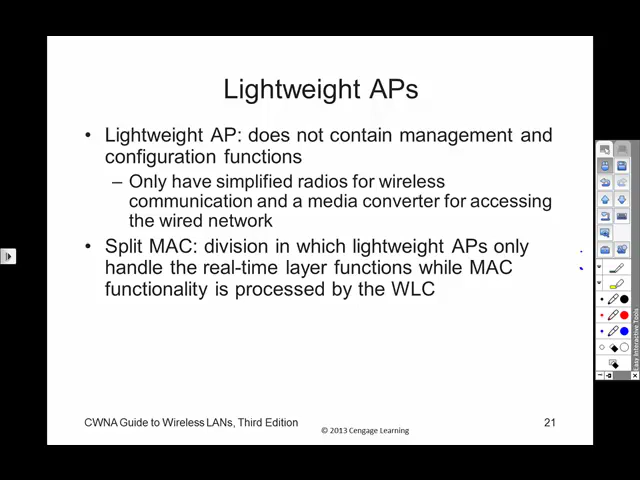 Lightweight APs
• Lightweight AP: does not contain management and
configuration functions
– Only have simplified radios for wireless
communication and a media converter for accessing
the wired network
• Split MAC: division in which lightweight APs only
handle the real-time layer functions while MAC
functionality is processed by the WLC
CWNA Guide to Wireless LANs, Third Edition
© 2013 Cengage Learning
21
Easy Interactive Tools